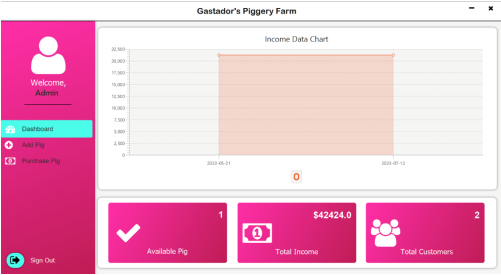 Gastador's Piggery Farm
Welcome,
Admin
Dashboard
Add Pig
Purchase Pig
Sign Out
Income Data Chart
22,500
20,000
17,500
15,000
12,500
10,000
7,500
5,000
2,500
0
2023-05-21
2023-07-12
1
Available Pig
$42424.0
Total Income
2
Total Customers